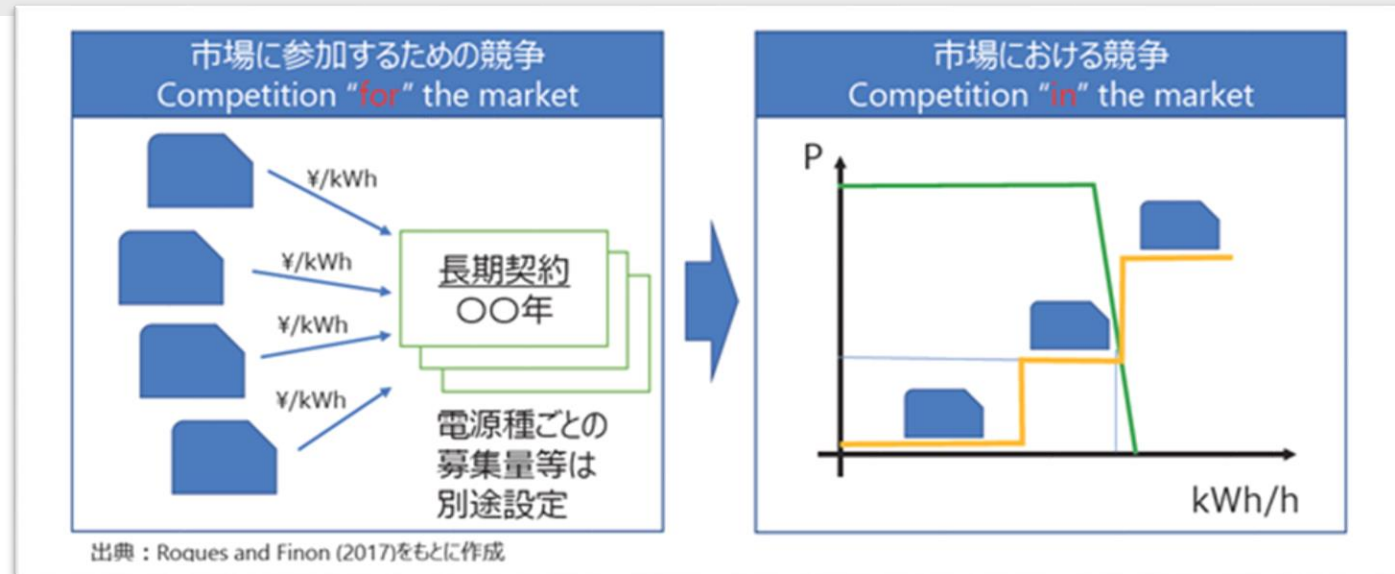 市場に参加するための競争
Competition “for” the market
¥/kWh
¥/kWh
¥/kWh
¥/kWh
長期契約
〇〇年
電源種ごとの
募集量等は
別途設定
市場における競争
Competition “in” the market
P
kWh/h
出典：Roques and Finon (2017)をもとに作成